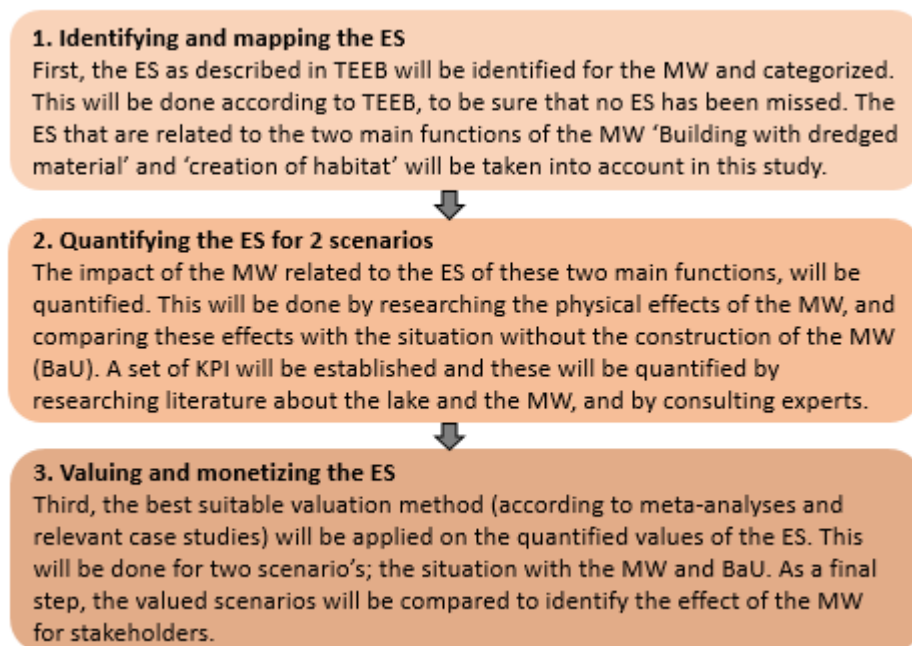 1. Identifying and mapping the ES
First, the ES as described in TEEB will be identified for the MW and categorized.
This will be done according to TEEB, to be sure that no ES has been missed. The
ES that are related to the two main functions of the MW ‘Building with dredged
material’ and ‘creation of habitat’ will be taken into account in this study.
2. Quantifying the ES for 2 scenarios
The impact of the MW related to the ES of these two main functions, will be
quantified. This will be done by researching the physical effects of the MW, and
comparing these effects with the situation without the construction of the MW
(BaU). A set of KPI will be established and these will be quantified by
researching literature about the lake and the MW, and by consulting experts.
3. Valuing and monetizing the ES
Third, the best suitable valuation method (according to meta-analyses and
relevant case studies) will be applied on the quantified values of the ES. This
will be done for two scenario’s; the situation with the MW and BaU. As a final
step, the valued scenarios will be compared to identify the effect of the MW
for stakeholders.